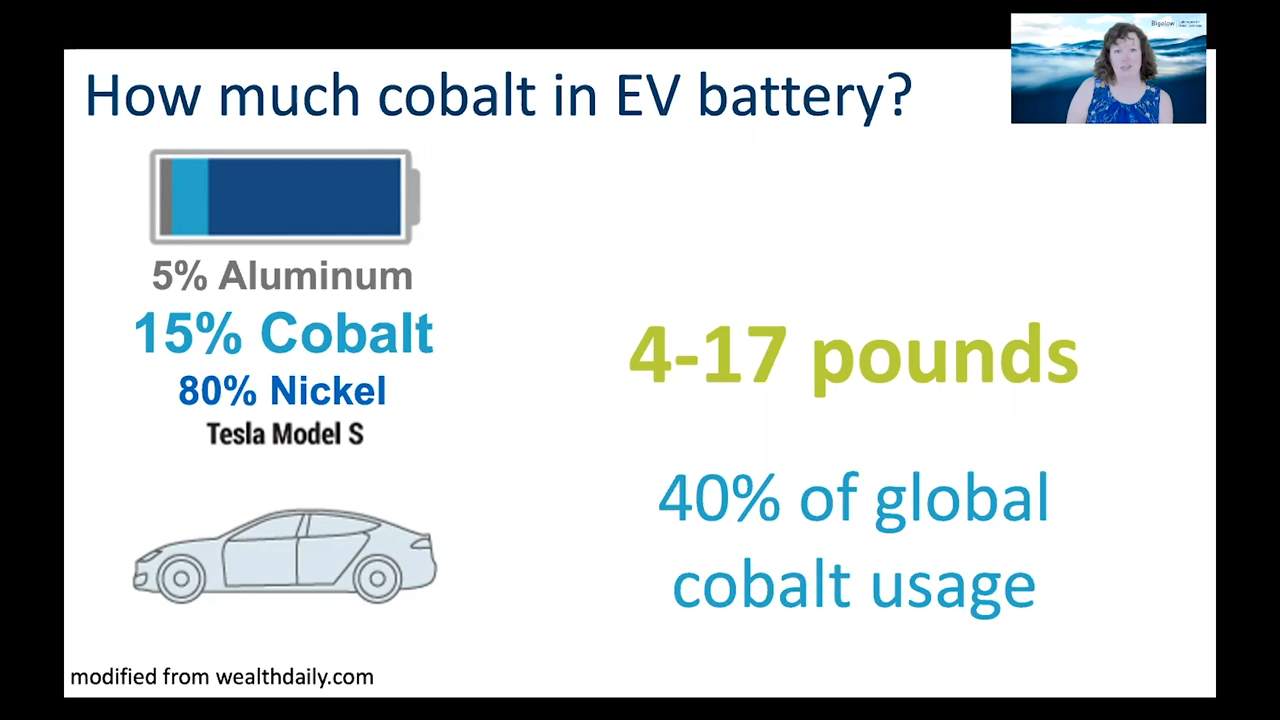 How much cobalt in EV battery?
Bigelow
5% Aluminum
15% Cobalt
80% Nickel
Tesla Model S
4-17 pounds
40% of global
cobalt usage
modified from wealthdaily.com